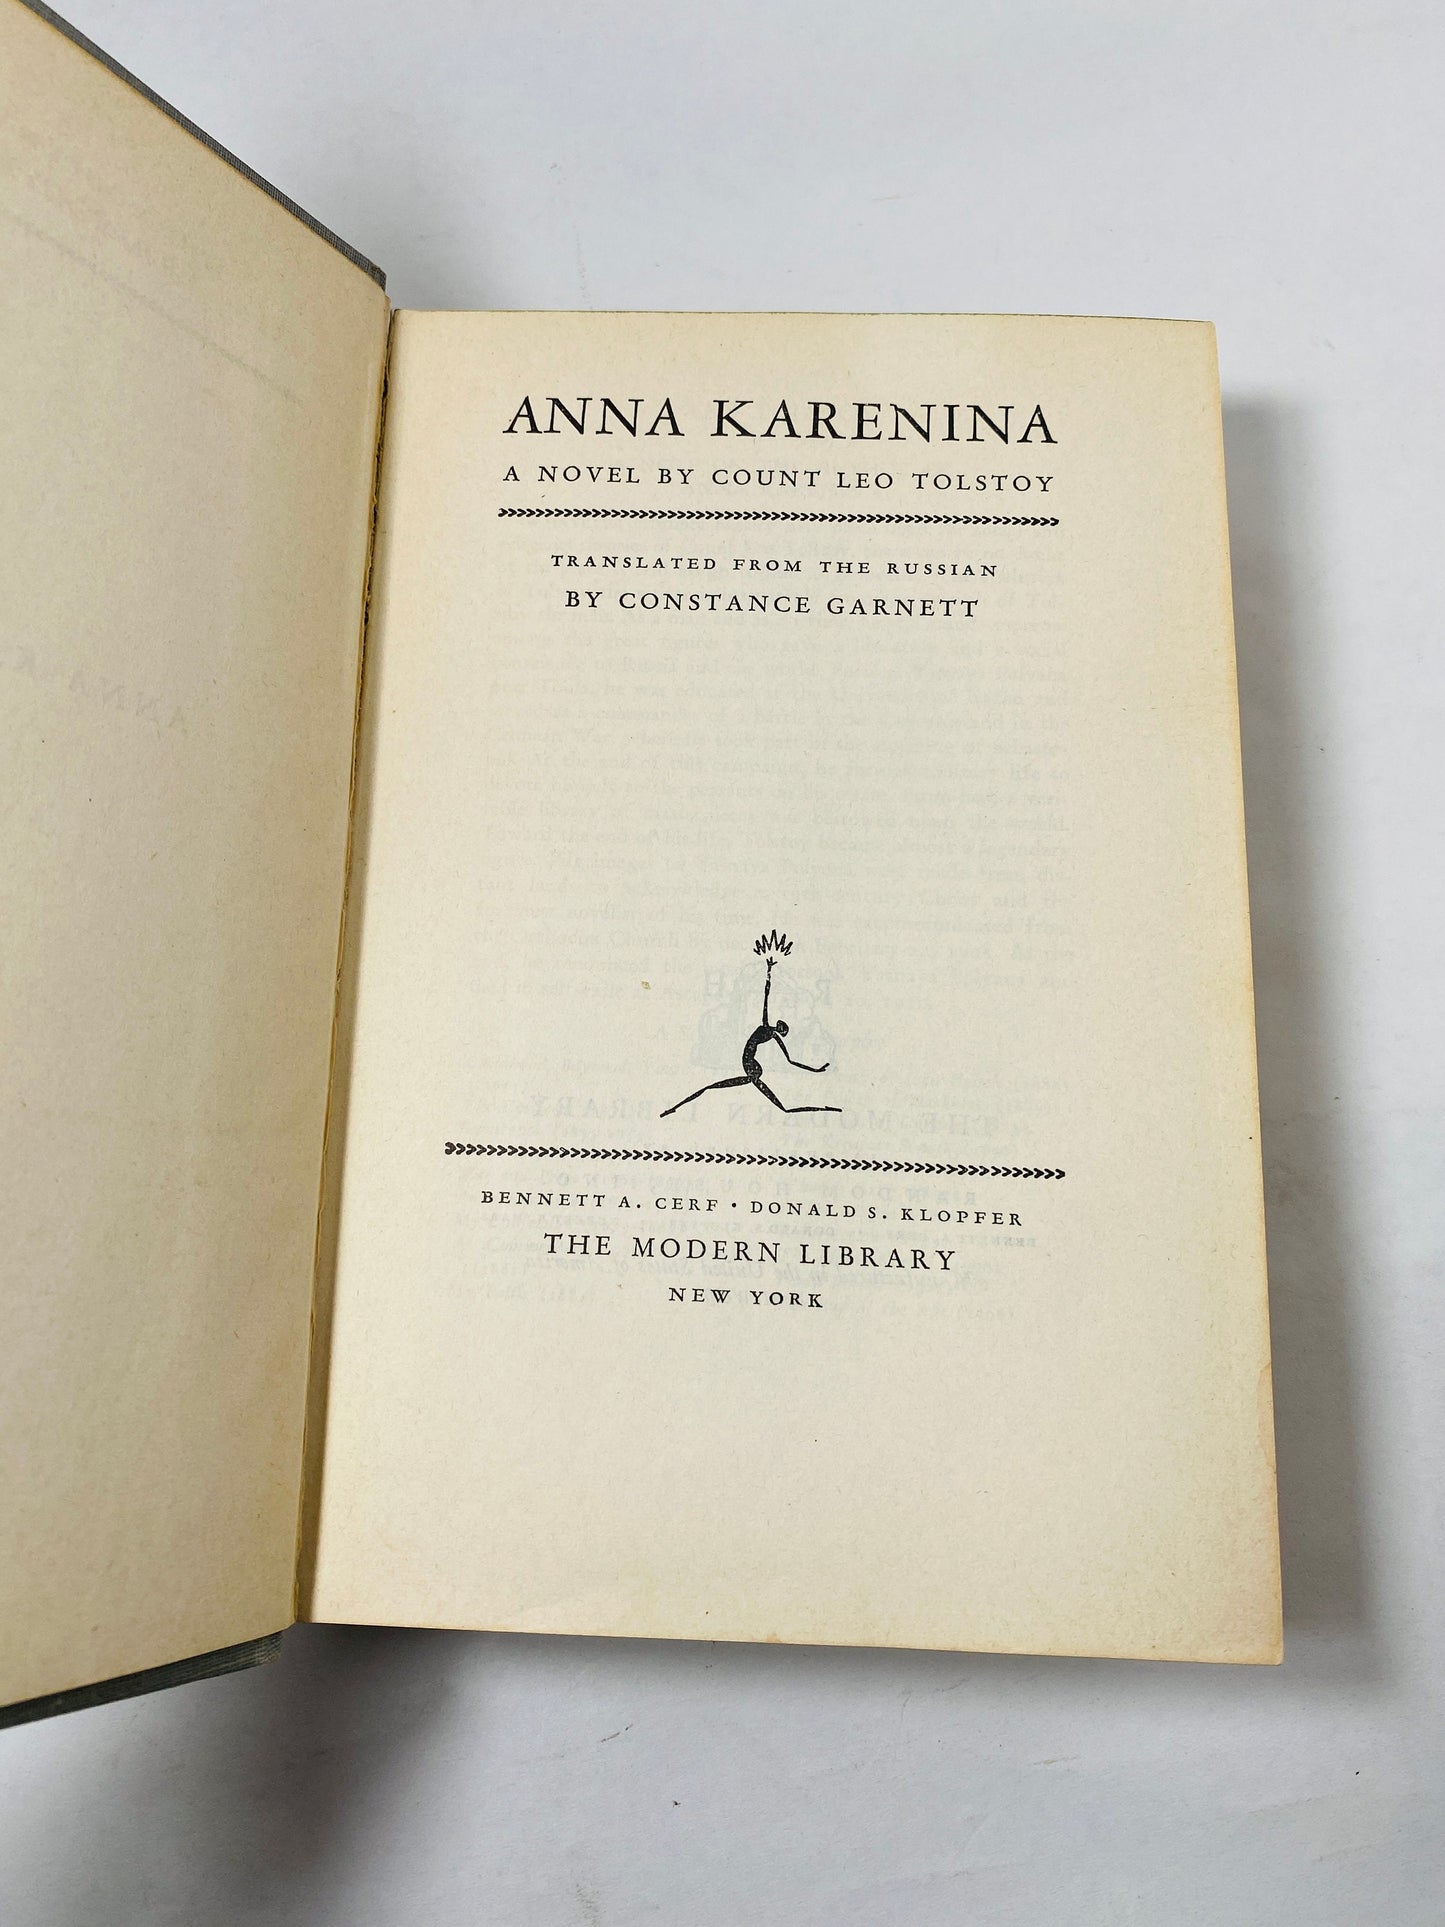 ANNA KARENINA
A NOVEL BY COUNT LEO TOLSTOY
TRANSLATED FROM THE RUSSIAN
BY CONSTANCE GARNETT
BENNETT A. CERF • DONALD S. KLOPFER
THE MODERN LIBRARY
NEW YORK